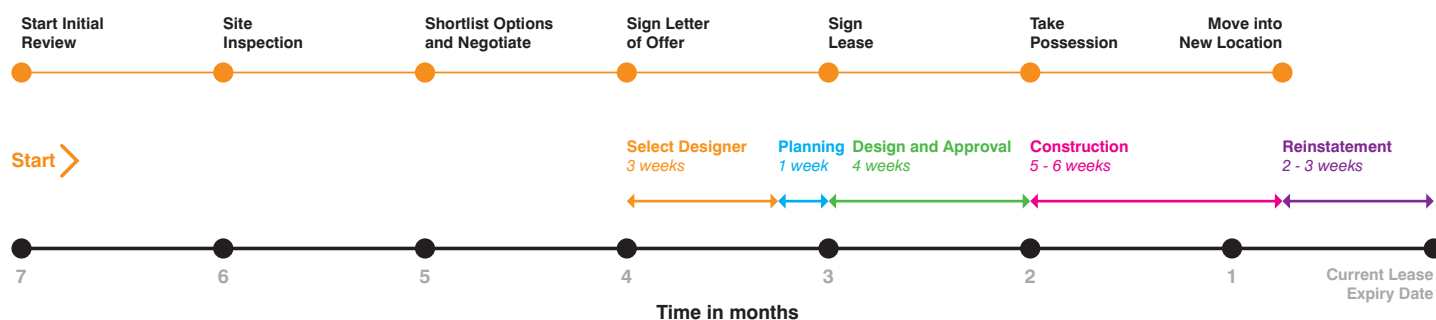 Start Initial
Review
Site
Inspection
Shortlist Options
and Negotiate
Sign Letter
of Offer
Sign
Lease
Take
Possession
Move into
New Location
Start
Select Designer
3 weeks
Planning
1 week
Design and Approval
4 weeks
Construction
5 - 6 weeks
Reinstatement
2 - 3 weeks
7
6
5
4
3
2
1
Current Lease
Expiry Date
Time in months